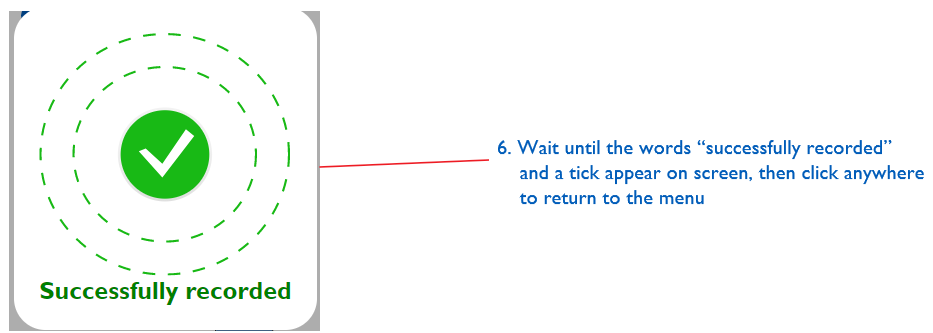 Successfully recorded
6. Wait until the words “successfully recorded”
and a tick appear on screen, then click anywhere
to return to the menu